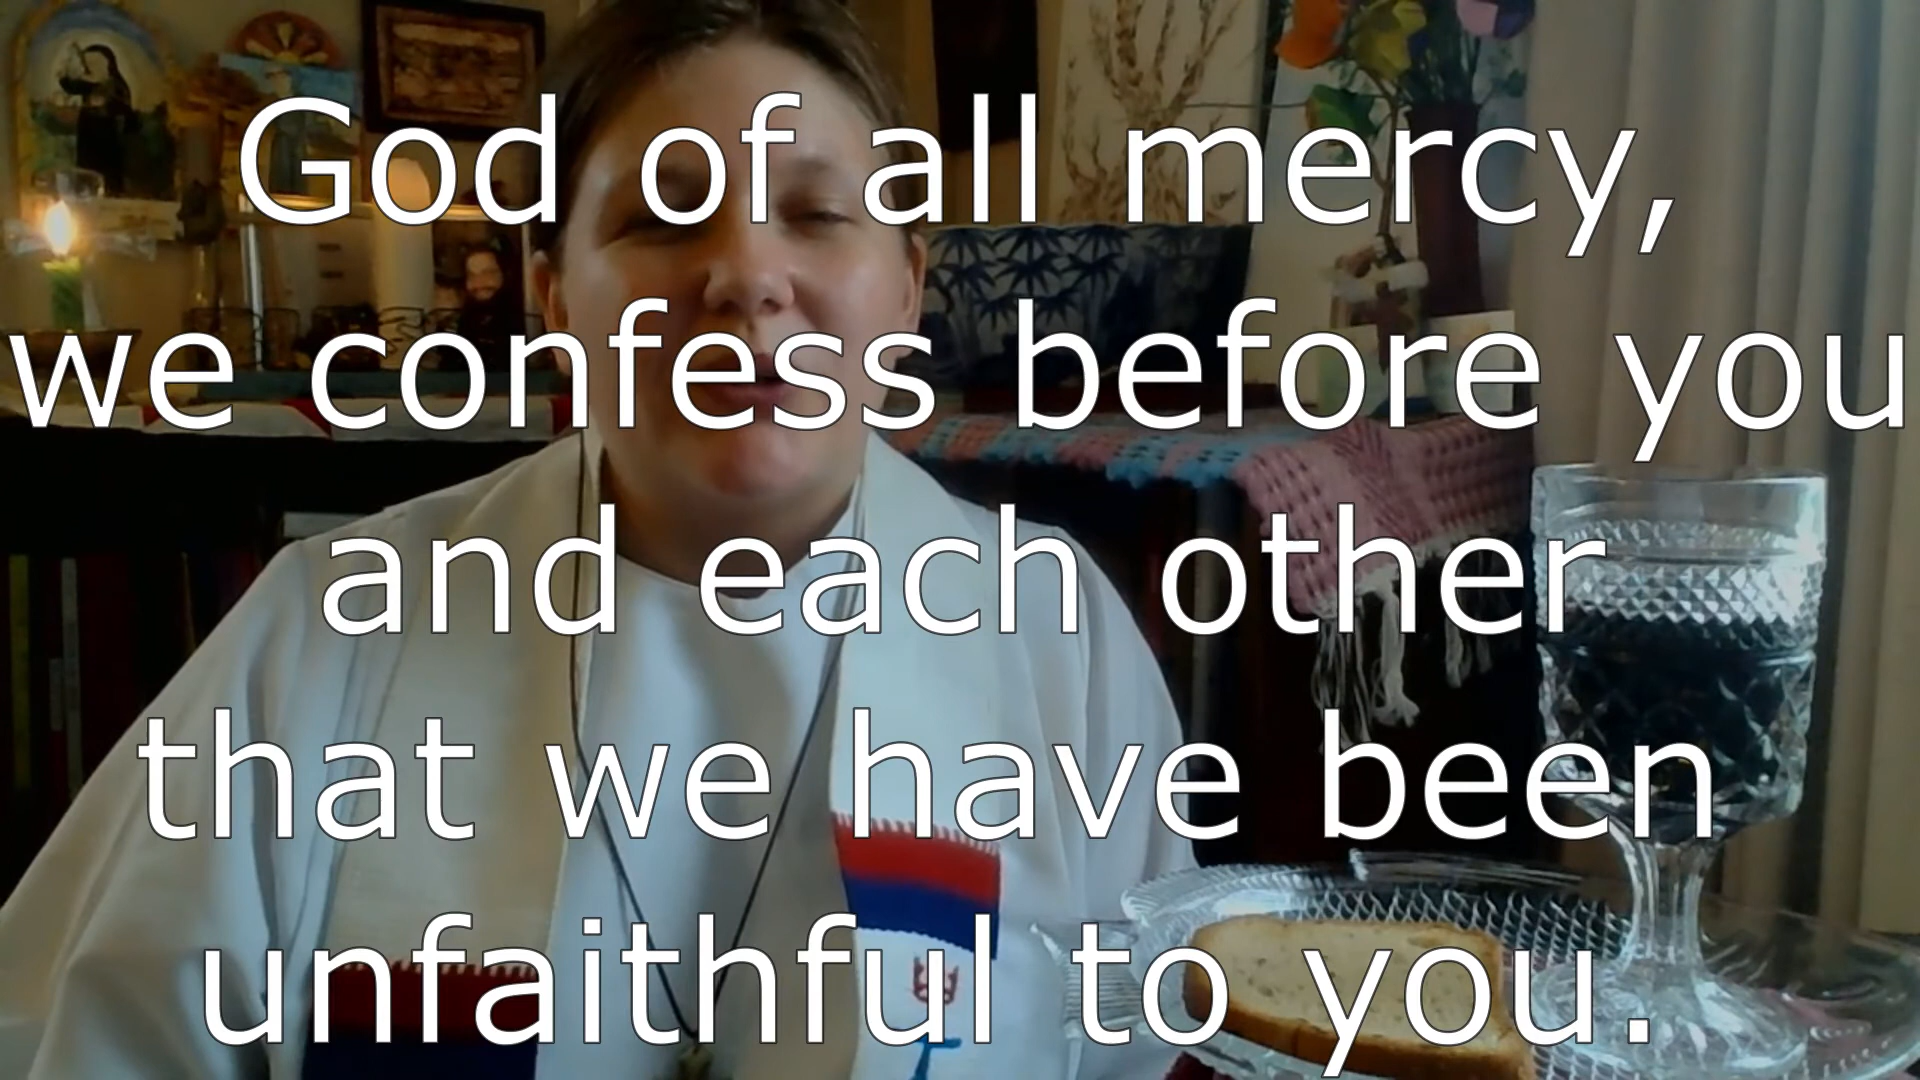 God of all mercy,
we confess before you
and each other
that we have been
unfaithful to you.